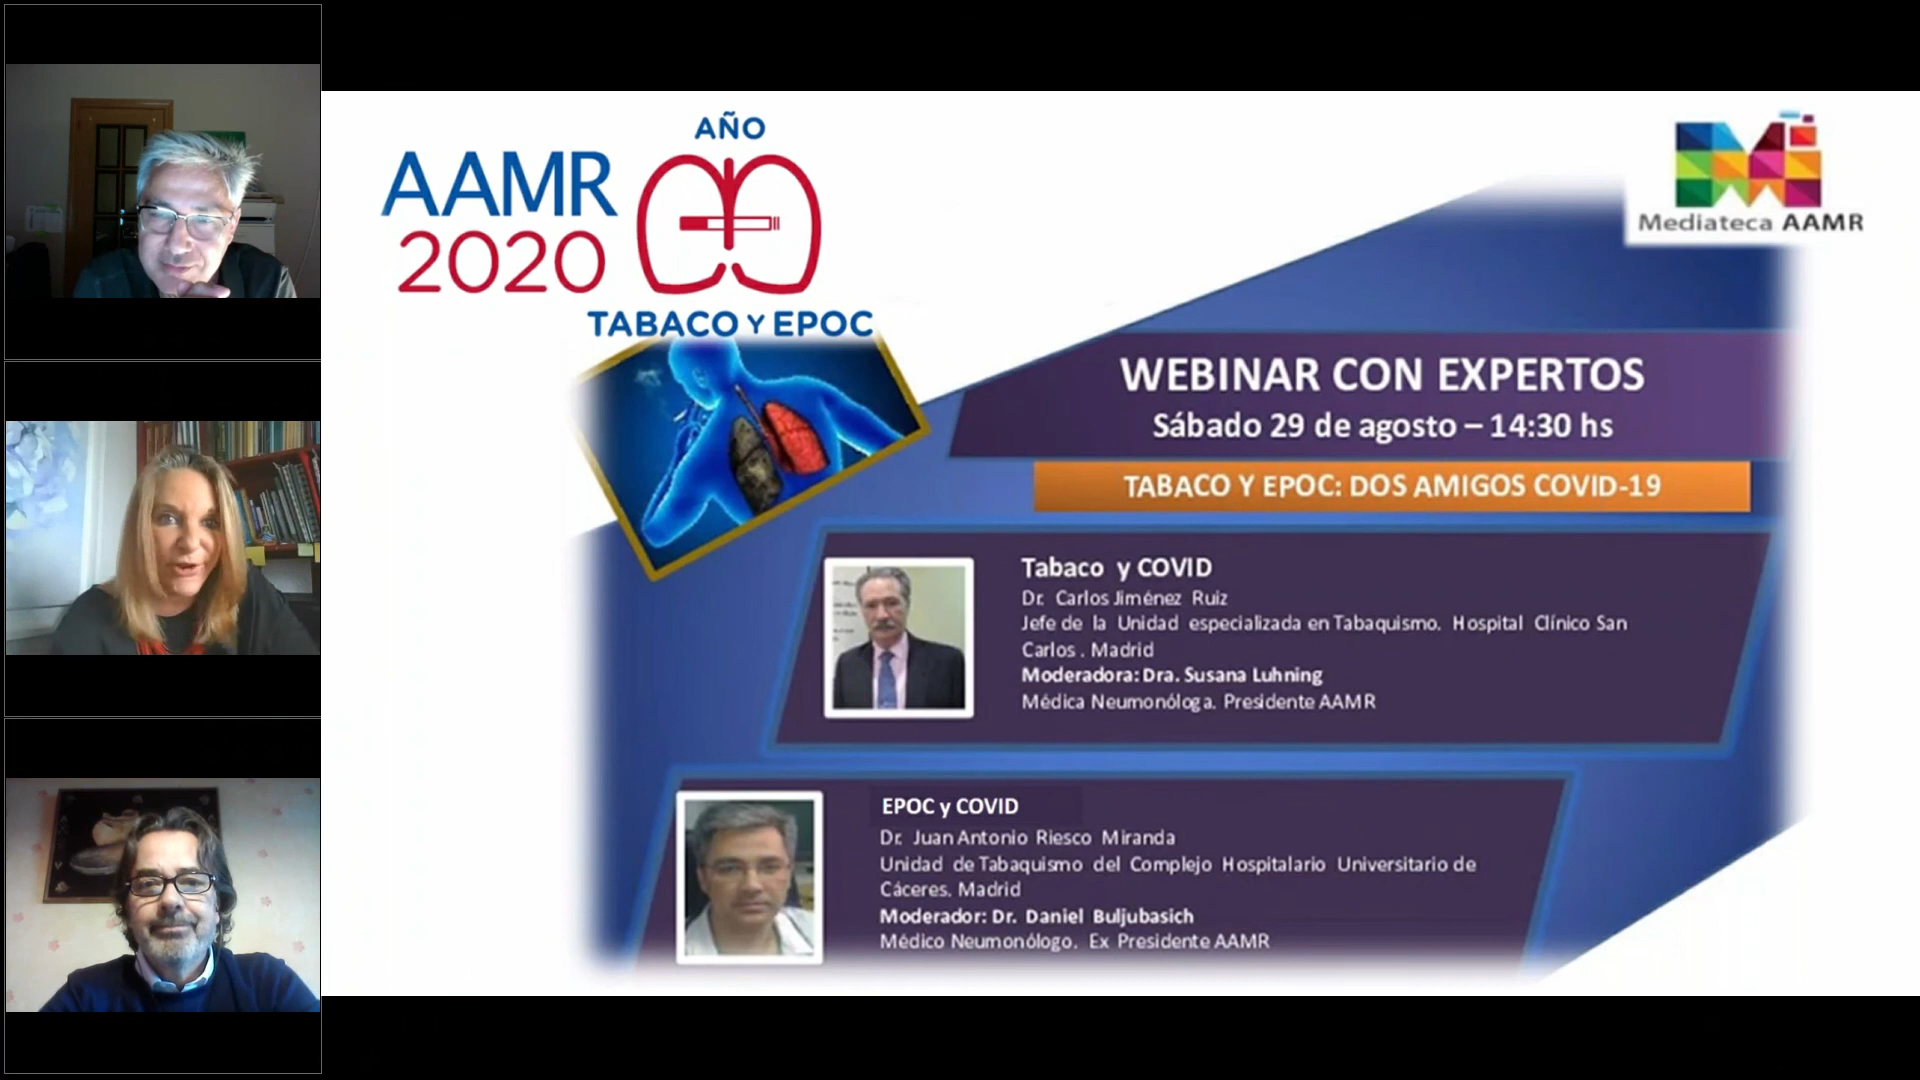 AÑO
AAMR
2020
TABACO Y EPOC
Mediateca AAMR
WEBINAR CON EXPERTOS
Sábado 29 de agosto – 14:30 hs
TABACO Y EPOC: DOS AMIGOS COVID-19
Tabaco y COVID
Dr. Carlos Jiménez Ruiz
Jefe de la Unidad especializada en Tabaquismo. Hospital Clínico San
Carlos . Madrid
Moderadora: Dra. Susana Luhning
Médica Neumonóloga. Presidente AAMR
EPOC y COVID
Dr. Juan Antonio Riesco Miranda
Unidad de Tabaquismo del Complejo Hospitalario Universitario de
Cáceres. Madrid
Moderador: Dr. Daniel Buljubasich
Médico Neumonólogo. Ex Presidente AAMR